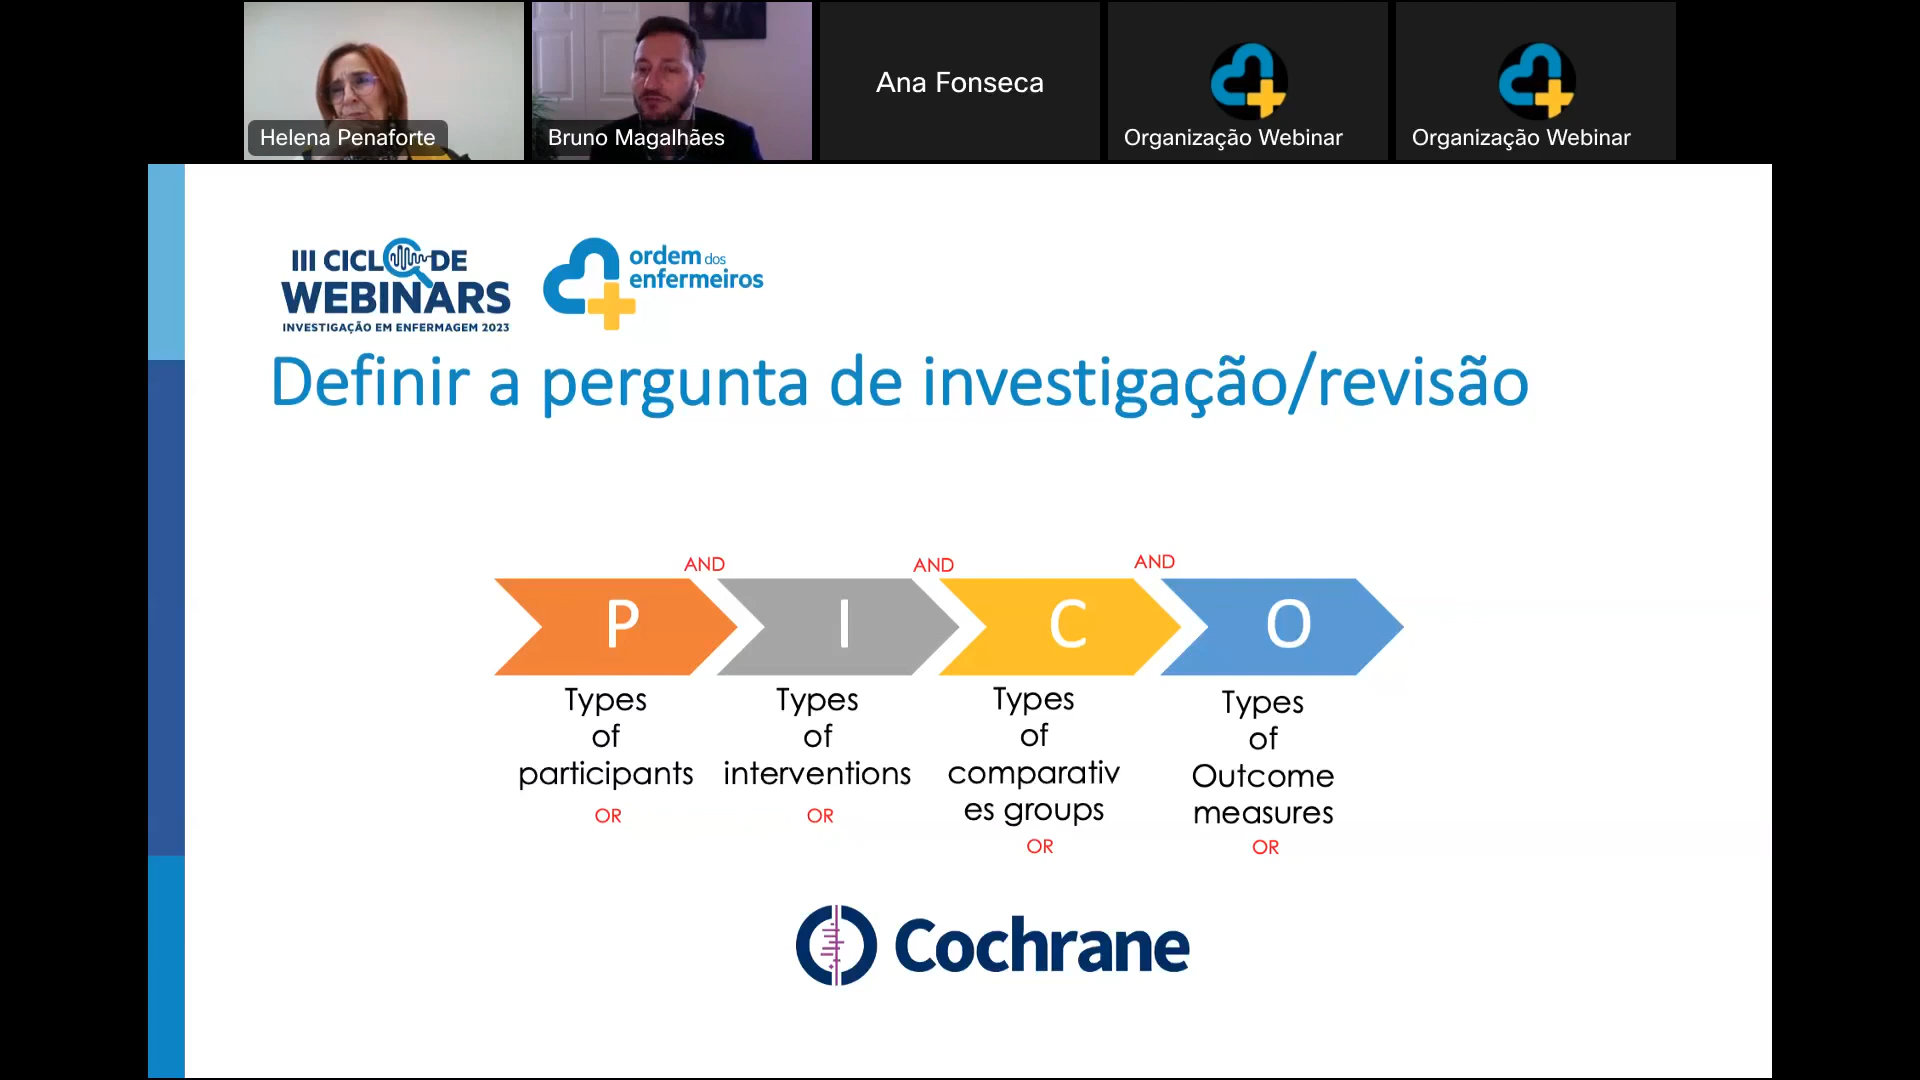 Helena Penaforte
Bruno Magalhães
Ana Fonseca
Organização Webinar
Organização Webinar
III CICLO DE
WEBINARS
INVESTIGAÇÃO EM ENFERMAGEM 2023
ordem dos
enfermeiros
Definir a pergunta de investigação/revisão
AND
AND
AND
P
I
C
O
Types
of
participants
OR
Types
of
interventions
OR
Types
of
comparativ
es groups
OR
Types
of
Outcome
measures
OR
Cochrane